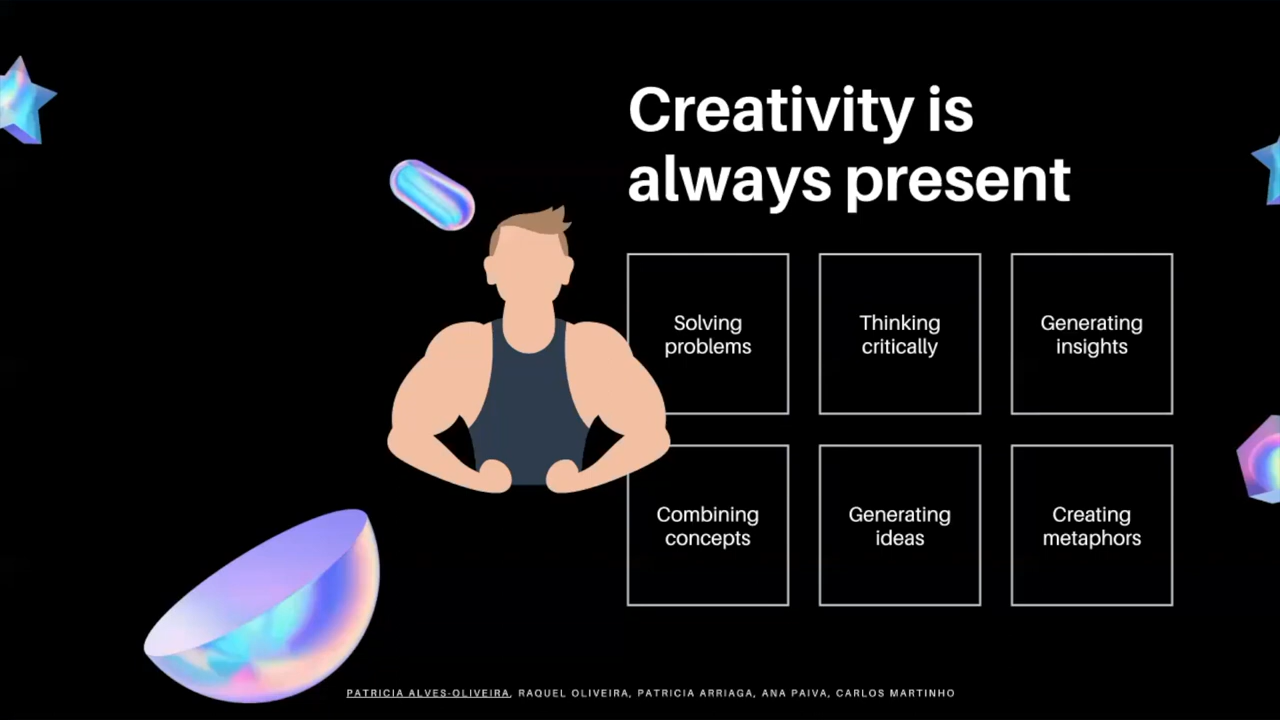 Creativity is
always present
Solving
problems
Thinking
critically
Generating
insights
Combining
concepts
Generating
ideas
Creating
metaphors
PATRICIA ALVES-OLIVEIRA, RAQUEL OLIVEIRA, PATRICIA ARRIAGA, ANA PAIVA, CARLOS MARTINHO